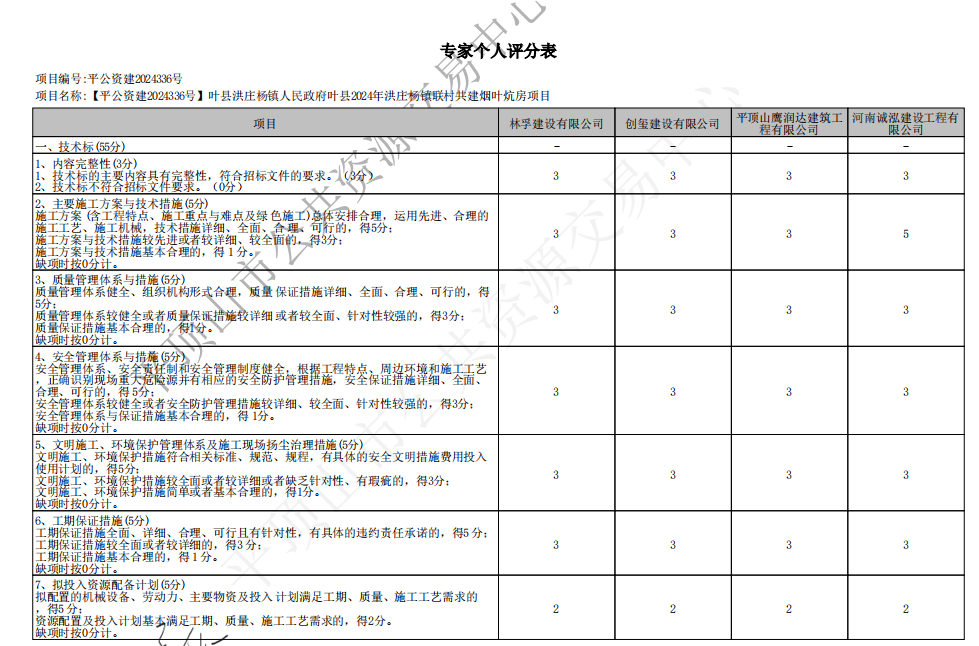 专家个人评分表
项目编号:平公资建2024336号
项目名称:【平公资建2024336号】叶县洪庄杨镇人民政府叶县2024年洪庄杨镇联村共建烟叶炕房项目
项目 林孚建设有限公司 创玺建设有限公司 平顶山鹰润达建筑工程有限公司 河南诚泓建设工程有限公司
一、技术标(55分) － － － －
1、内容完整性(3分)
1、技术标的主要内容具有完整性，符合招标文件的要求。（3分）
2、技术标不符合招标文件要求。（0分）
3 3 3 3
2、主要施工方案与技术措施(5分)
施工方案(含工程特点、施工重点与难点及绿色施工)总体安排合理，运用先进、合理的
施工工艺、施工机械，技术措施详细、全面、合理、可行的，得5分;
施工方案与技术措施较先进或者较详细、较全面的，得3分;
施工方案与技术措施基本合理的，得 1 分。
缺项时按0分计。
3 3 3 5
3、质量管理体系与措施(5分)
质量管理体系健全、组织机构形式合理，质量保证措施详细、全面、合理、可行的，得
5分;
质量管理体系较健全或者质量保证措施较详细或者较全面、针对性较强的，得3分;
质量保证措施基本合理的，得1分。
缺项时按0分计。
3 3 3 3
4、安全管理体系与措施(5分)
安全管理体系、安全责任制和安全管理制度健全，根据工程特点、周边环境和施工工艺
，正确识别现场重大危险源并有相应的安全防护管理措施，安全保证措施详细、全面、
合理、可行的，得 5分;
安全管理体系较健全或者安全防护管理措施较详细、较全面、针对性较强的，得3分;
安全管理体系与保证措施基本合理的，得 1分。
缺项时按0分计。
3 3 3 3
5、文明施工、环境保护管理体系及施工现场扬尘治理措施(5分)
文明施工、环境保护措施符合相关标准、规范、规程，有具体的安全文明措施费用投入
使用计划的，得5分;
文明施工、环境保护措施较全面或者较详细或者缺乏针对性、有瑕疵的，得3分;
文明施工、环境保护措施简单或者基本合理的，得1分。
缺项时按0分计。
3 3 3 3
6、工期保证措施(5分)
工期保证措施全面、详细、合理、可行且有针对性，有具体的违约责任承诺的，得5 分;
工期保证措施较全面或者较详细的，得3 分;
工期保证措施基本合理的，得 1 分。
缺项时按0分计。
3 3 3 3
7、拟投入资源配备计划(5分)
拟配置的机械设备、劳动力、主要物资及投入计划满足工期、质量、施工工艺需求的
，得5 分;
资源配置及投入计划基本满足工期、质量、施工工艺需求的，得2分。
缺项时按0分计。
2 2 2 2
平顶山市公共资源交易中心
平顶山市公共资源交易中心